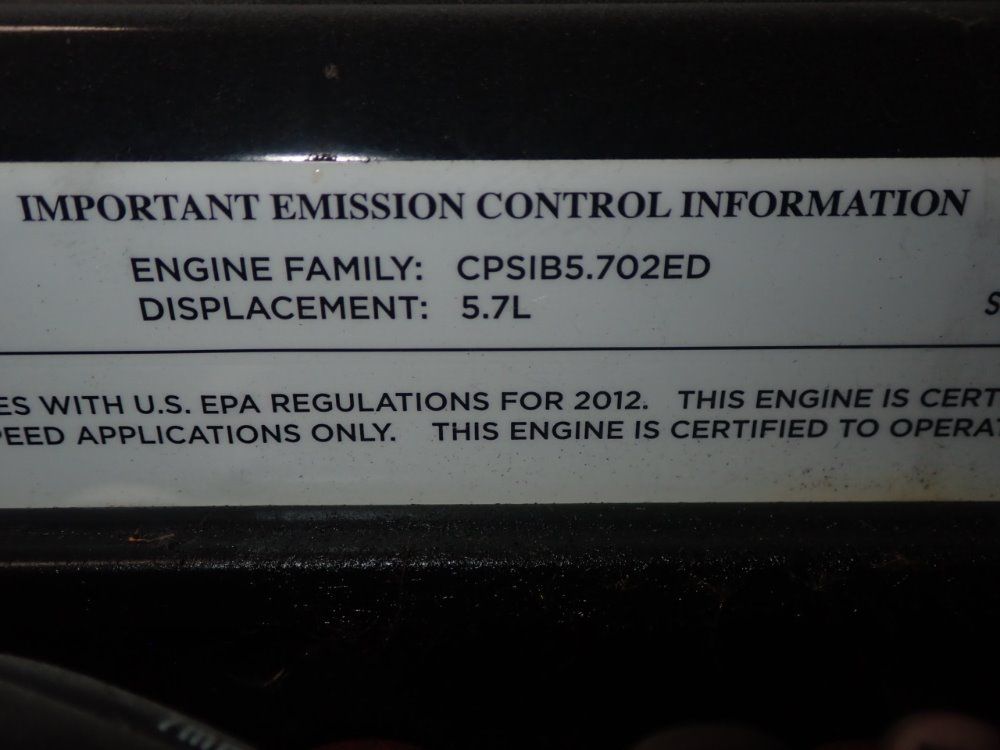 IMPORTANT EMISSION CONTROL INFORMATION
ENGINE FAMILY: CPSIB5.702ED
DISPLACEMENT: 5.7L
S
ES WITH U.S. EPA REGULATIONS FOR 2012. THIS ENGINE IS CERT
PEED APPLICATIONS ONLY. THIS ENGINE IS CERTIFIED TO OPERA